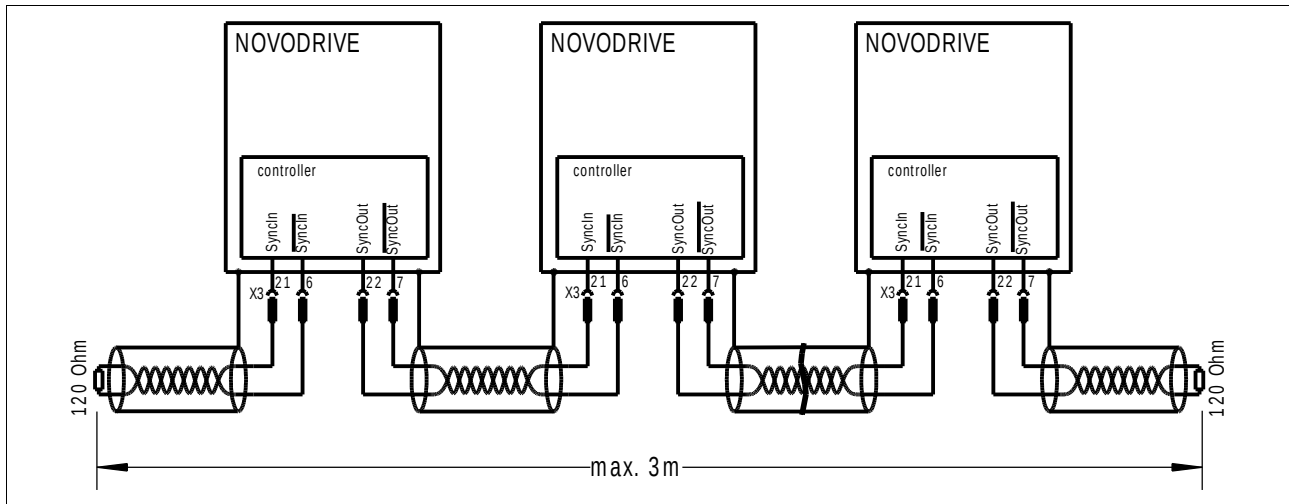 NOVODRIVE NOVODRIVE NOVODRIVE
controller controller controller
SyncIn SyncIn SyncOut SyncOut SyncIn SyncIn SyncOut SyncOut SyncIn SyncIn SyncOut SyncOut
X3 21 6 22 7 X3 21 6 22 7 X3 21 6 22 7
120 Ohm 120 Ohm
max. 3m